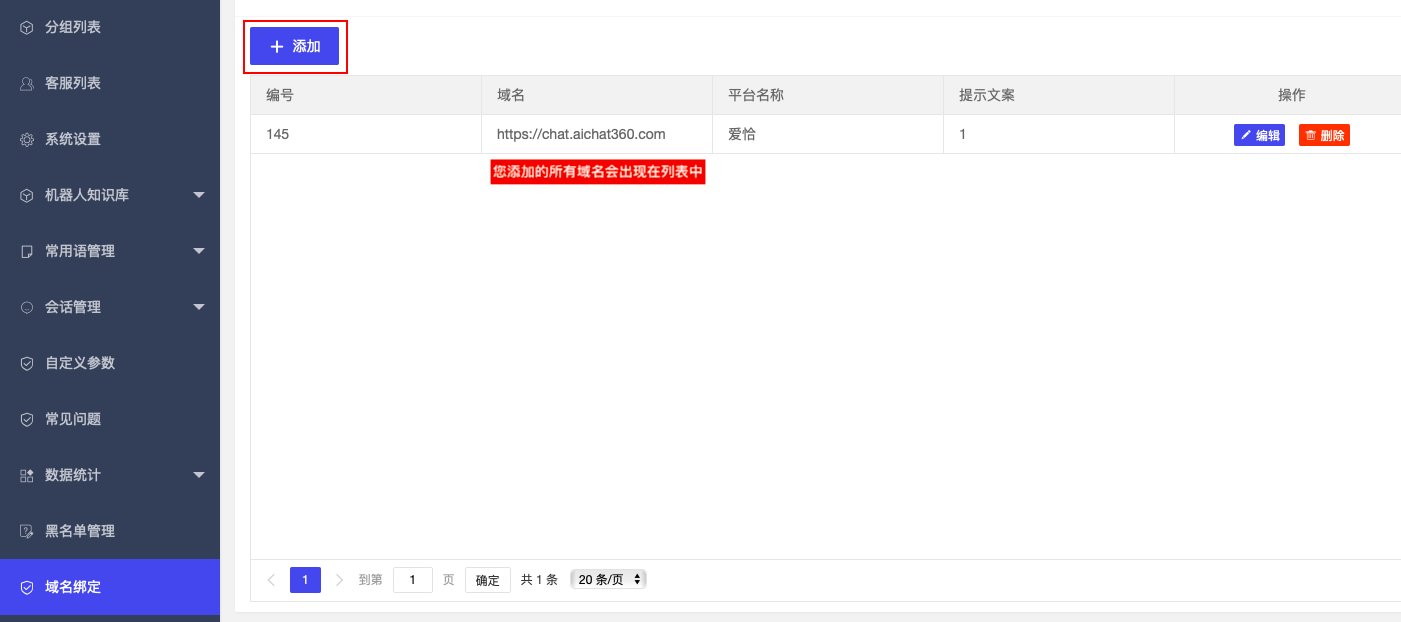 分组列表
客服列表
系统设置
机器人知识库
常用语管理
会话管理
自定义参数
常见问题
数据统计
黑名单管理
域名绑定
添加
编号 域名 平台名称 提示文案 操作
145 https://chat.aichat360.com 爱恰 1 编辑 删除
您添加的所有域名会出现在列表中
1 到第 1 页 确定 共 1 条 20 条/页